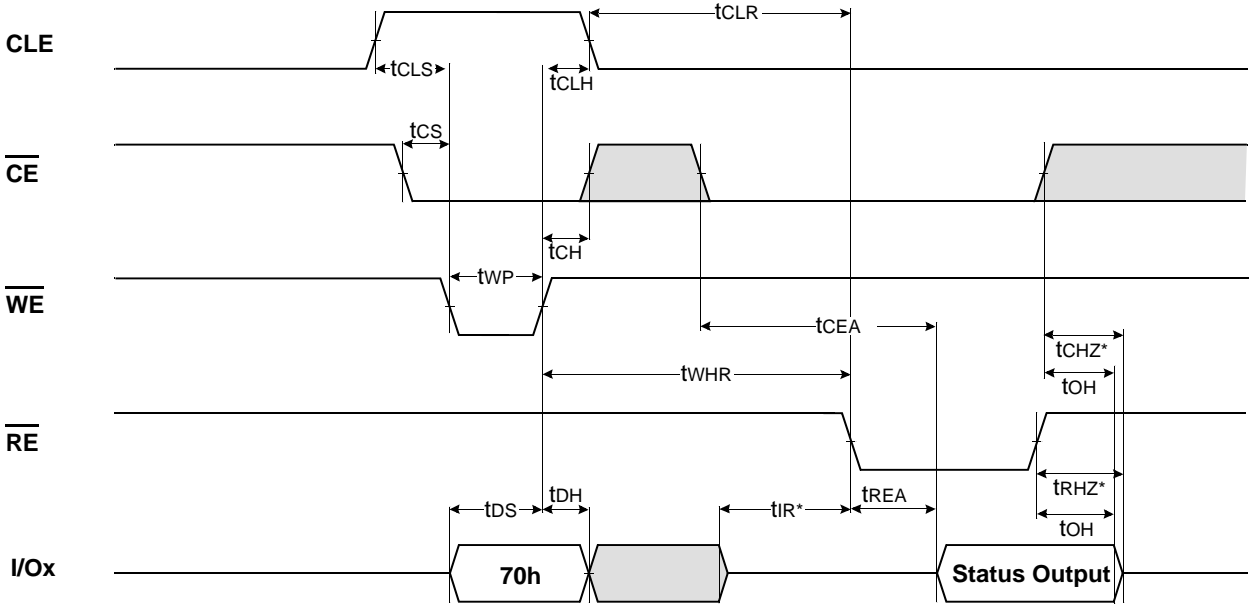 tCLR
CLE
tCLS
tCLH
tCS
CE
tCH
tWP
WE
tCEA
tCHZ*
tWHR
tOH
RE
tDH
tREA
tRHZ*
tDS
tIR*
tOH
I/Ox
70h
Status Output